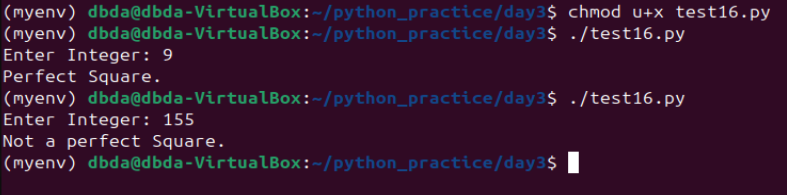 (myenv) dbda@dbda-VirtualBox:~/python_practice/day3$ chmod u+x test16.py
(myenv) dbda@dbda-VirtualBox:~/python_practice/day3$ ./test16.py
Enter Integer: 9
Perfect Square.
(myenv) dbda@dbda-VirtualBox:~/python_practice/day3$ ./test16.py
Enter Integer: 155
Not a perfect Square.
(myenv) dbda@dbda-VirtualBox:~/python_practice/day3$